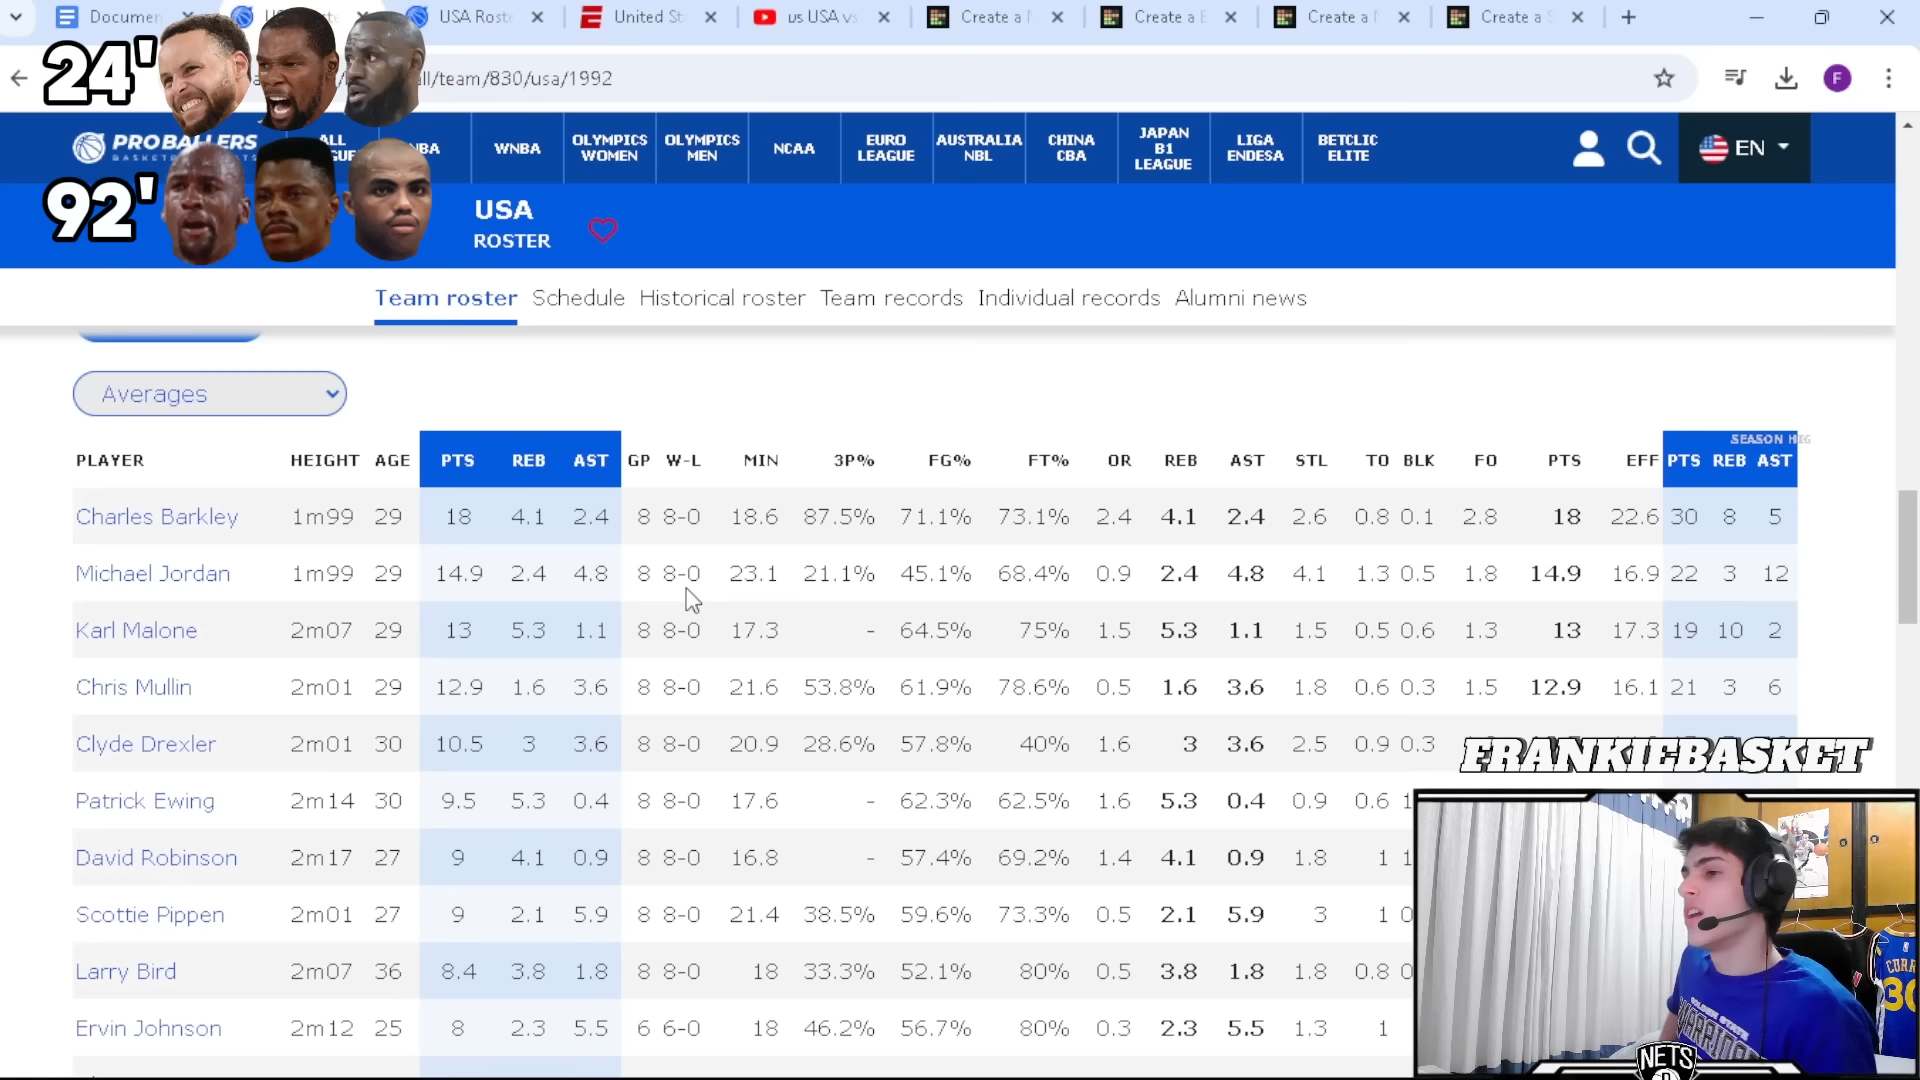 Documen
USA Rost
United St
us USA vs
Create a
Create a
Create a
Create a
24'
all/team/830/usa/1992
F
92'
PROBALLERS
ALL
WNBA
OLYMPICS WOMEN
OLYMPICS MEN
NCAA
EURO LEAGUE
AUSTRALIA NBL
CHINA CBA
JAPAN B1 LEAGUE
LIGA ENDESA
BETCLIC ELITE
EN
USA
ROSTER
Team roster Schedule Historical roster Team records Individual records Alumni news
Averages
SEASON HIG
PLAYER HEIGHT AGE PTS REB AST GP W-L MIN 3P% FG% FT% OR REB AST STL TO BLK FO PTS EFF PTS REB AST
Charles Barkley 1m99 29 18 4.1 2.4 8 8-0 18.6 87.5% 71.1% 73.1% 2.4 4.1 2.4 2.6 0.8 0.1 2.8 18 22.6 30 8 5
Michael Jordan 1m99 29 14.9 2.4 4.8 8 8-0 23.1 21.1% 45.1% 68.4% 0.9 2.4 4.8 4.1 1.3 0.5 1.8 14.9 16.9 22 3 12
Karl Malone 2m07 29 13 5.3 1.1 8 8-0 17.3 - 64.5% 75% 1.5 5.3 1.1 1.5 0.5 0.6 1.3 13 17.3 19 10 2
Chris Mullin 2m01 29 12.9 1.6 3.6 8 8-0 21.6 53.8% 61.9% 78.6% 0.5 1.6 3.6 1.8 0.6 0.3 1.5 12.9 16.1 21 3 6
Clyde Drexler 2m01 30 10.5 3 3.6 8 8-0 20.9 28.6% 57.8% 40% 1.6 3 3.6 2.5 0.9 0.3
FRANKIEBASKET
Patrick Ewing 2m14 30 9.5 5.3 0.4 8 8-0 17.6 - 62.3% 62.5% 1.6 5.3 0.4 0.9 0.6 1
David Robinson 2m17 27 9 4.1 0.9 8 8-0 16.8 - 57.4% 69.2% 1.4 4.1 0.9 1.8 1 1
Scottie Pippen 2m01 27 9 2.1 5.9 8 8-0 21.4 38.5% 59.6% 73.3% 0.5 2.1 5.9 3 1 0
Larry Bird 2m07 36 8.4 3.8 1.8 8 8-0 18 33.3% 52.1% 80% 0.5 3.8 1.8 1.8 0.8 0
Ervin Johnson 2m12 25 8 2.3 5.5 6 6-0 18 46.2% 56.7% 80% 0.3 2.3 5.5 1.3 1
CURR
30
GOLDEN STATE
WARRIORS
NETS